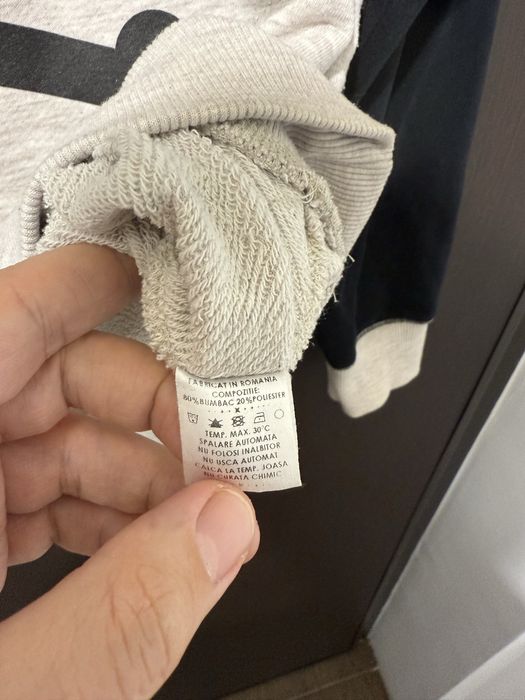 FABRICAT IN ROMANIA
COMPOZITIE:
80%BUMBAC 20%POLIESTER
TEMP. MAX. 30°C
SPALARE AUTOMATA
NU FOLOSI INALBITOR
NU USCA AUTOMAT
CALCA LA TEMP. JOASA
NU CURATA CHIMIC